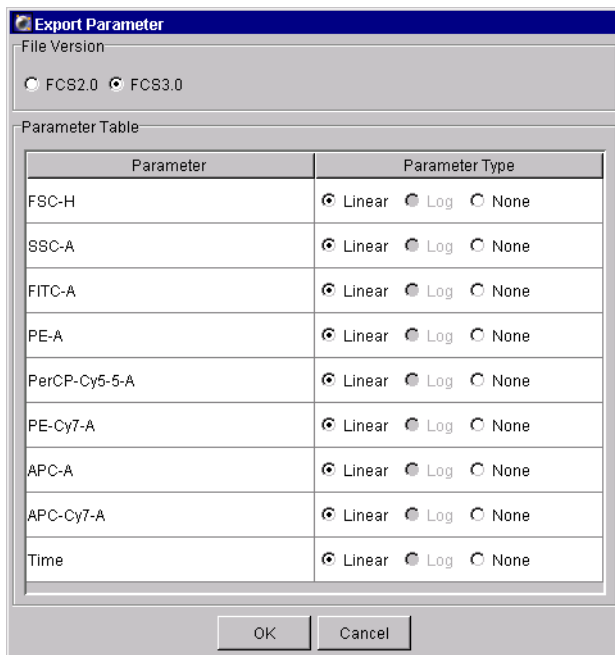 Export Parameter
File Version
FCS2.0 FCS3.0
Parameter Table
Parameter Parameter Type
FSC-H Linear Log None
SSC-A Linear Log None
FITC-A Linear Log None
PE-A Linear Log None
PerCP-Cy5-5-A Linear Log None
PE-Cy7-A Linear Log None
APC-A Linear Log None
APC-Cy7-A Linear Log None
Time Linear Log None
OK Cancel